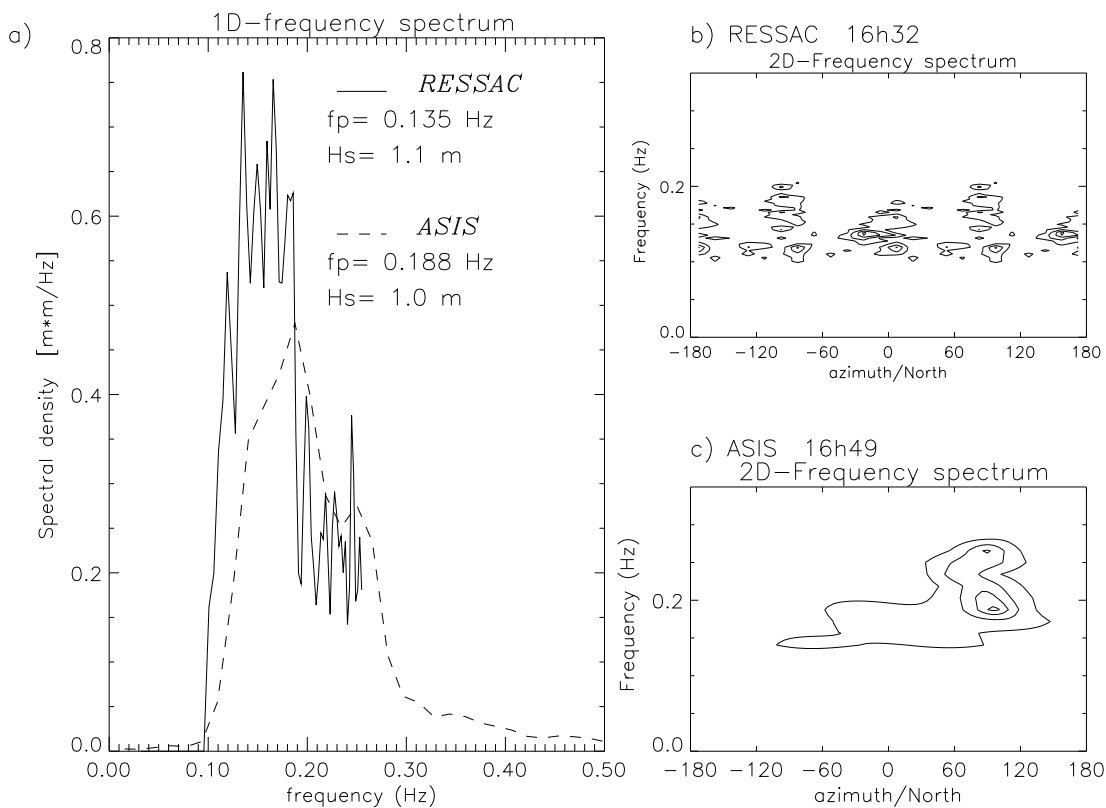 a)
1D-frequency spectrum
RESSAC
fp= 0.135 Hz
Hs= 1.1 m
ASIS
fp= 0.188 Hz
Hs= 1.0 m
Spectral density [m*m/Hz]
0.8
0.6
0.4
0.2
0.0
0.00 0.10 0.20 0.30 0.40 0.50
frequency (Hz)
b) RESSAC 16h32
2D-Frequency spectrum
Frequency (Hz)
0.2
0.0
-180 -120 -60 0 60 120 180
azimuth/North
c) ASIS 16h49
2D-Frequency spectrum
Frequency (Hz)
0.2
0.0
-180 -120 -60 0 60 120 180
azimuth/North